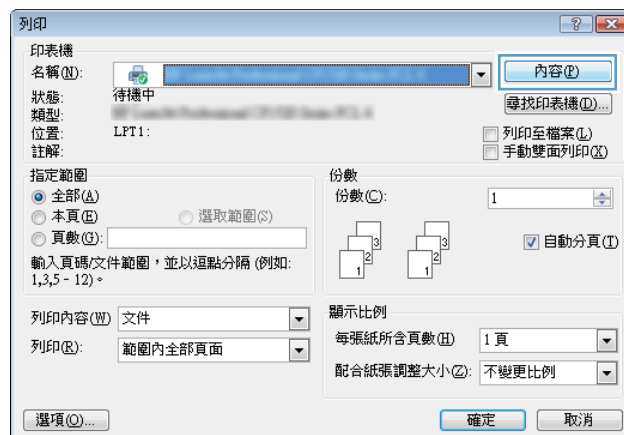 列印
印表機
名稱(N):
內容(P)
狀態: 待機中
尋找印表機(D)...
類型:
位置: LPT1:
列印至檔案(L)
註解:
手動雙面列印(X)
指定範圍
全部(A)
本頁(E) 選取範圍(S)
頁數(G):
輸入頁碼/文件範圍，並以逗點分隔 (例如:
1,3,5 - 12)。
份數
份數(C): 1
3 3
2 2
1 1
自動分頁(T)
列印內容(W) 文件
列印(R): 範圍內全部頁面
顯示比例
每張紙所含頁數(H) 1 頁
配合紙張調整大小(Z): 不變更比例
選項(O)...
確定 取消